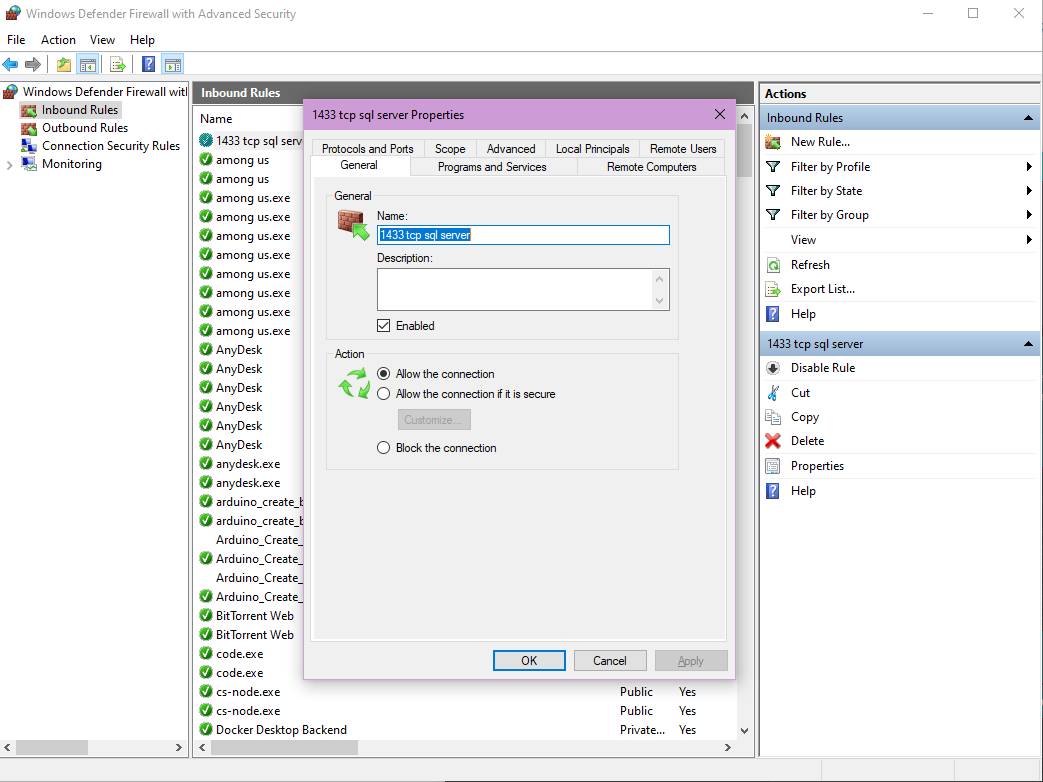 Windows Defender Firewall with Advanced Security
File Action View Help
Windows Defender Firewall with
Inbound Rules
Outbound Rules
Connection Security Rules
Monitoring
Inbound Rules
Name
1433 tcp sql serv
among us
among us
among us.exe
among us.exe
among us.exe
among us.exe
among us.exe
among us.exe
among us.exe
among us.exe
AnyDesk
AnyDesk
AnyDesk
AnyDesk
AnyDesk
AnyDesk
anydesk.exe
anydesk.exe
arduino_create_b
arduino_create_b
Arduino_Create_
Arduino_Create_
Arduino_Create_
Arduino_Create_
BitTorrent Web
BitTorrent Web
code.exe
code.exe
cs-node.exe Public Yes
cs-node.exe Public Yes
Docker Desktop Backend Private... Yes
1433 tcp sql server Properties
Protocols and Ports Scope Advanced Local Principals Remote Users
General Programs and Services Remote Computers
General
Name:
1433 tcp sql server
Description:
Enabled
Action
Allow the connection
Allow the connection if it is secure
Customize...
Block the connection
OK Cancel Apply
Actions
Inbound Rules
New Rule...
Filter by Profile
Filter by State
Filter by Group
View
Refresh
Export List...
Help
1433 tcp sql server
Disable Rule
Cut
Copy
Delete
Properties
Help